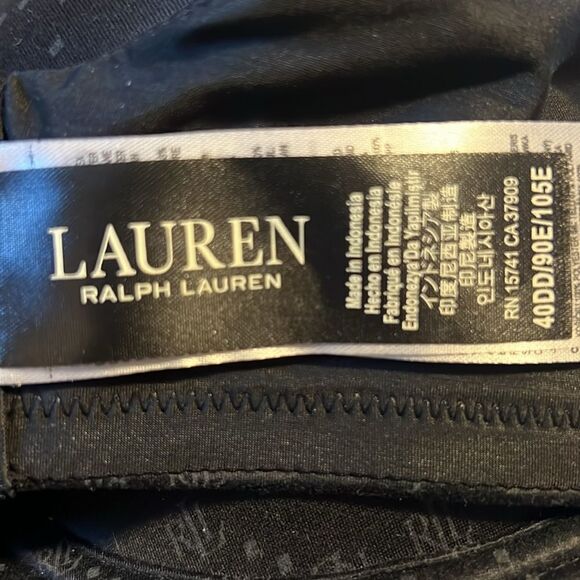 LAUREN
RALPH LAUREN
Made in Indonesia
Hecho en Indonesia
Fabriqué en Indonésie
Endonezya'Da Yapilmistir
インドネシア製
印度尼西亚制造
印尼製造
인도네시아산
RN 15741 CA 37909
40DD/90E/105E
RLL